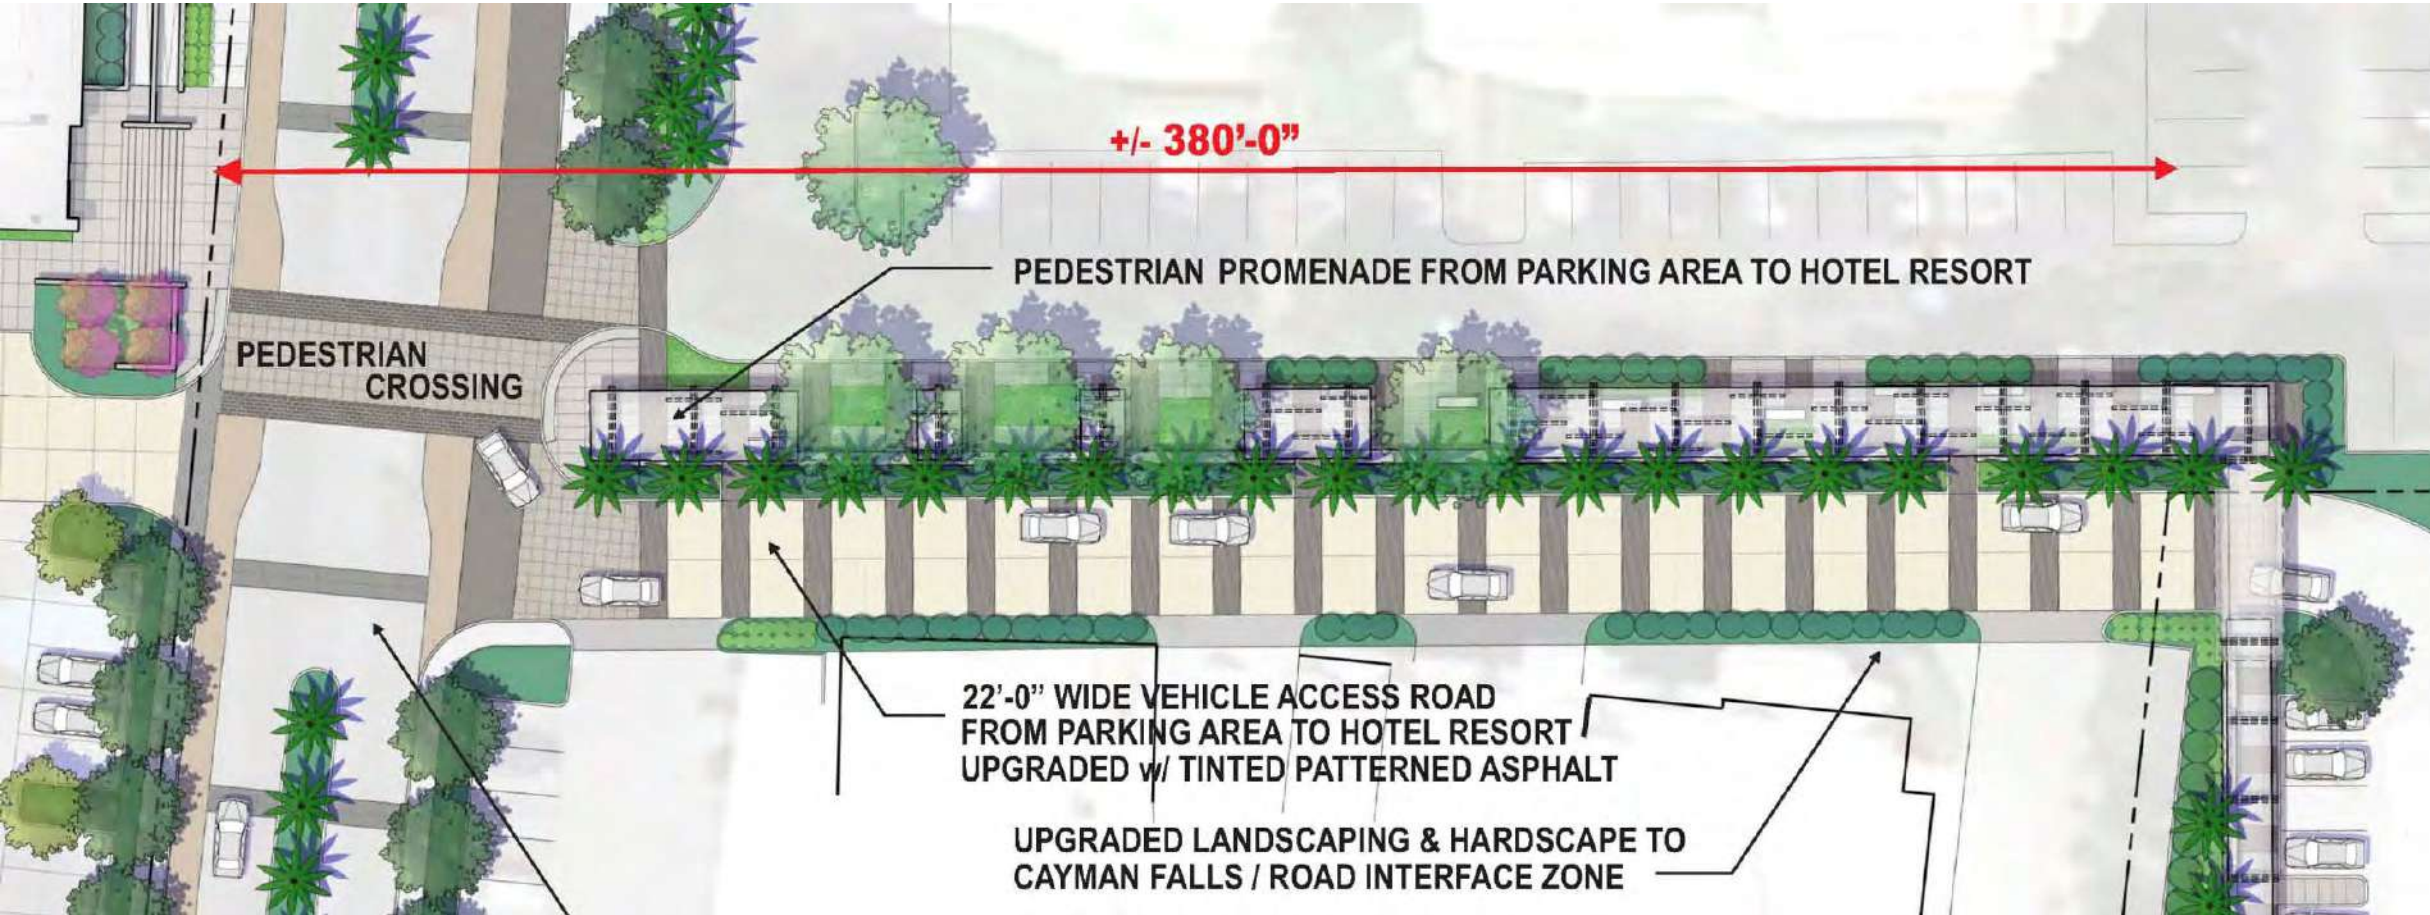 +/- 380'-0”
PEDESTRIAN PROMENADE FROM PARKING AREA TO HOTEL RESORT
PEDESTRIAN
CROSSING
22’-0” WIDE VEHICLE ACCESS ROAD
FROM PARKING AREA TO HOTEL RESORT
UPGRADED w/ TINTED PATTERNED ASPHALT
UPGRADED LANDSCAPING & HARDSCAPE TO
CAYMAN FALLS / ROAD INTERFACE ZONE